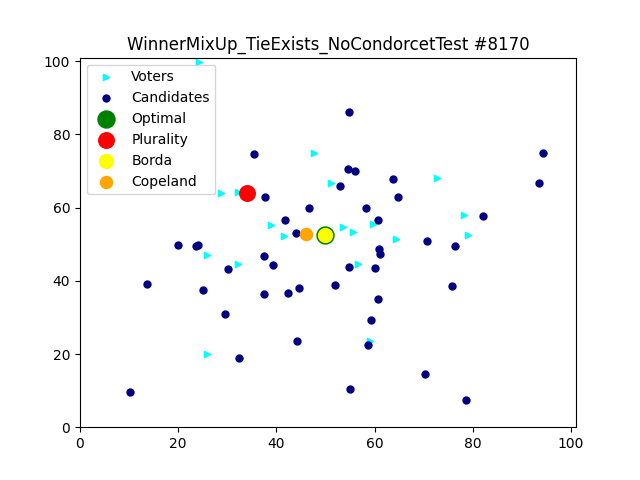 WinnerMixUp_TieExists_NoCondorcetTest #8170
Voters
Candidates
Optimal
Plurality
Borda
Copeland
100
80
60
40
20
0
0 20 40 60 80 100